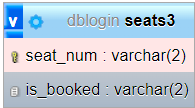 v dblogin seats3
seat_num : varchar(2)
is_booked : varchar(2)